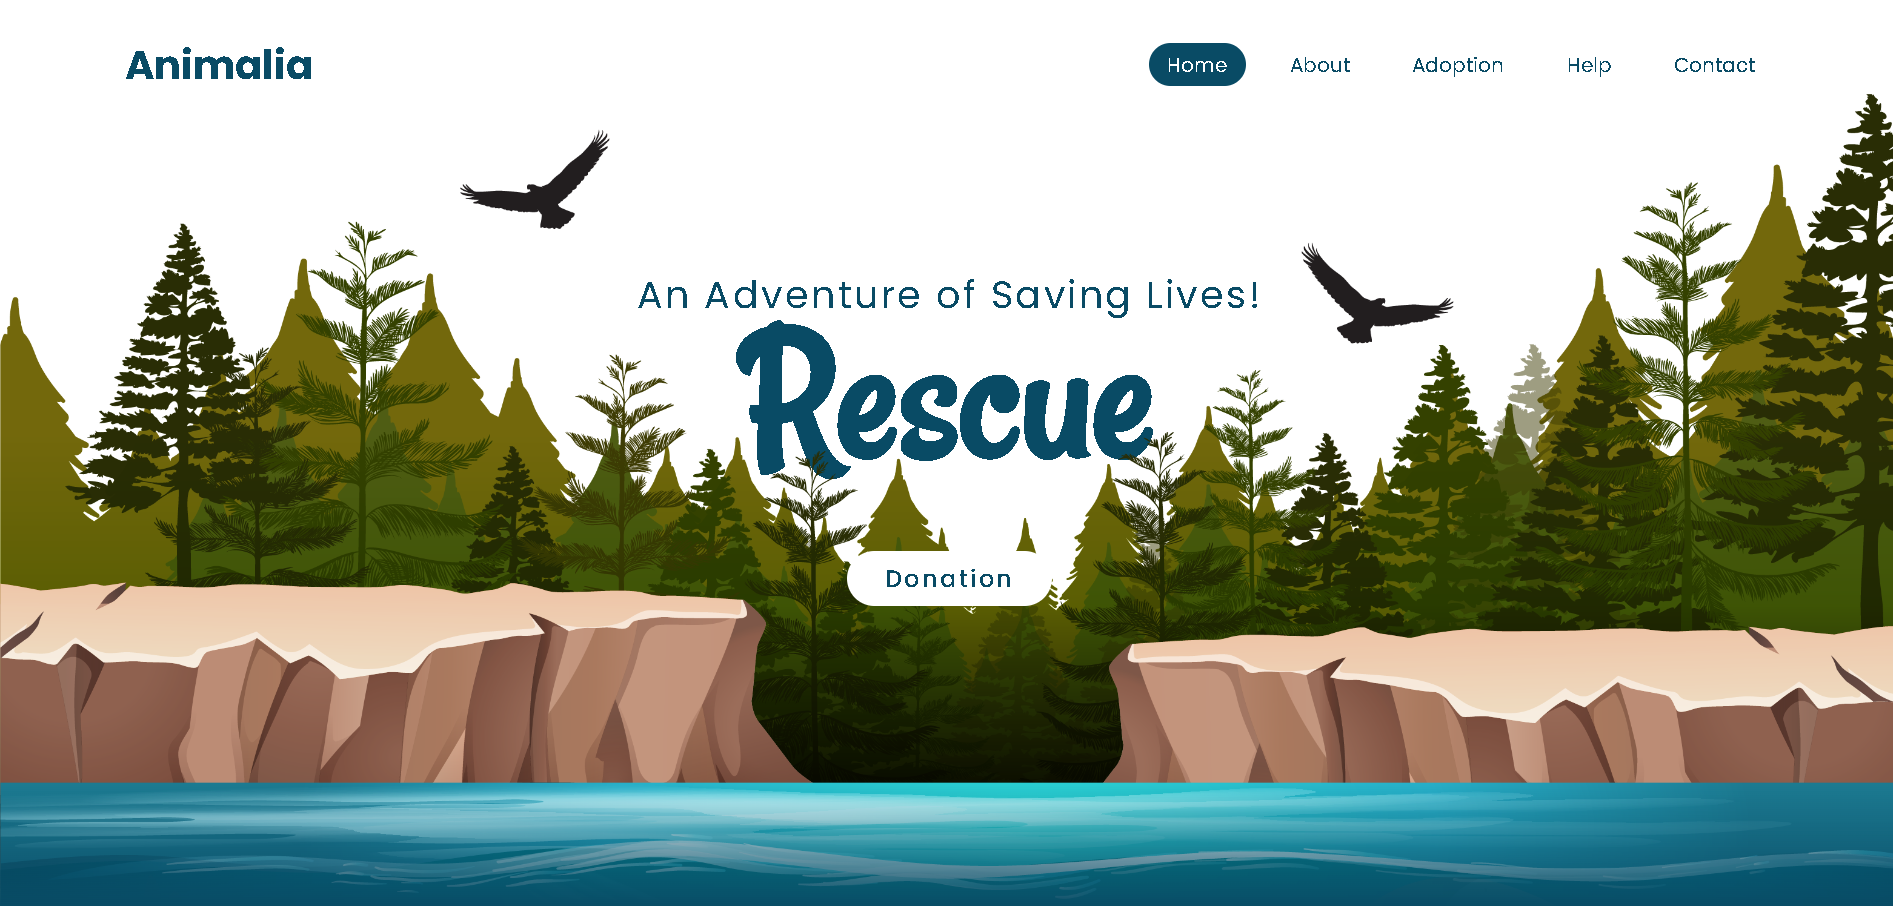 Animalia
Home About Adoption Help Contact
An Adventure of Saving Lives!
Rescue
Donation